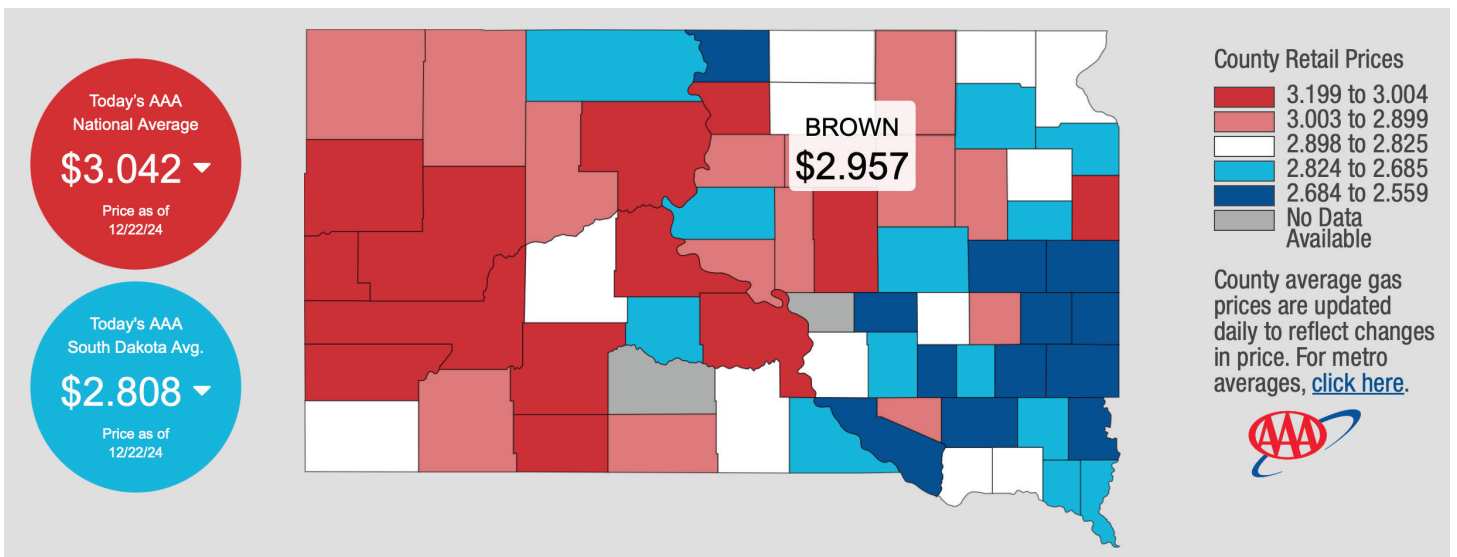 Today's AAA
National Average
$3.042
Price as of
12/22/24
Today's AAA
South Dakota Avg.
$2.808
Price as of
12/22/24
BROWN
$2.957
County Retail Prices
3.199 to 3.004
3.003 to 2.899
2.898 to 2.825
2.824 to 2.685
2.684 to 2.559
No Data
Available
County average gas
prices are updated
daily to reflect changes
in price. For metro
averages, click here.
AAA